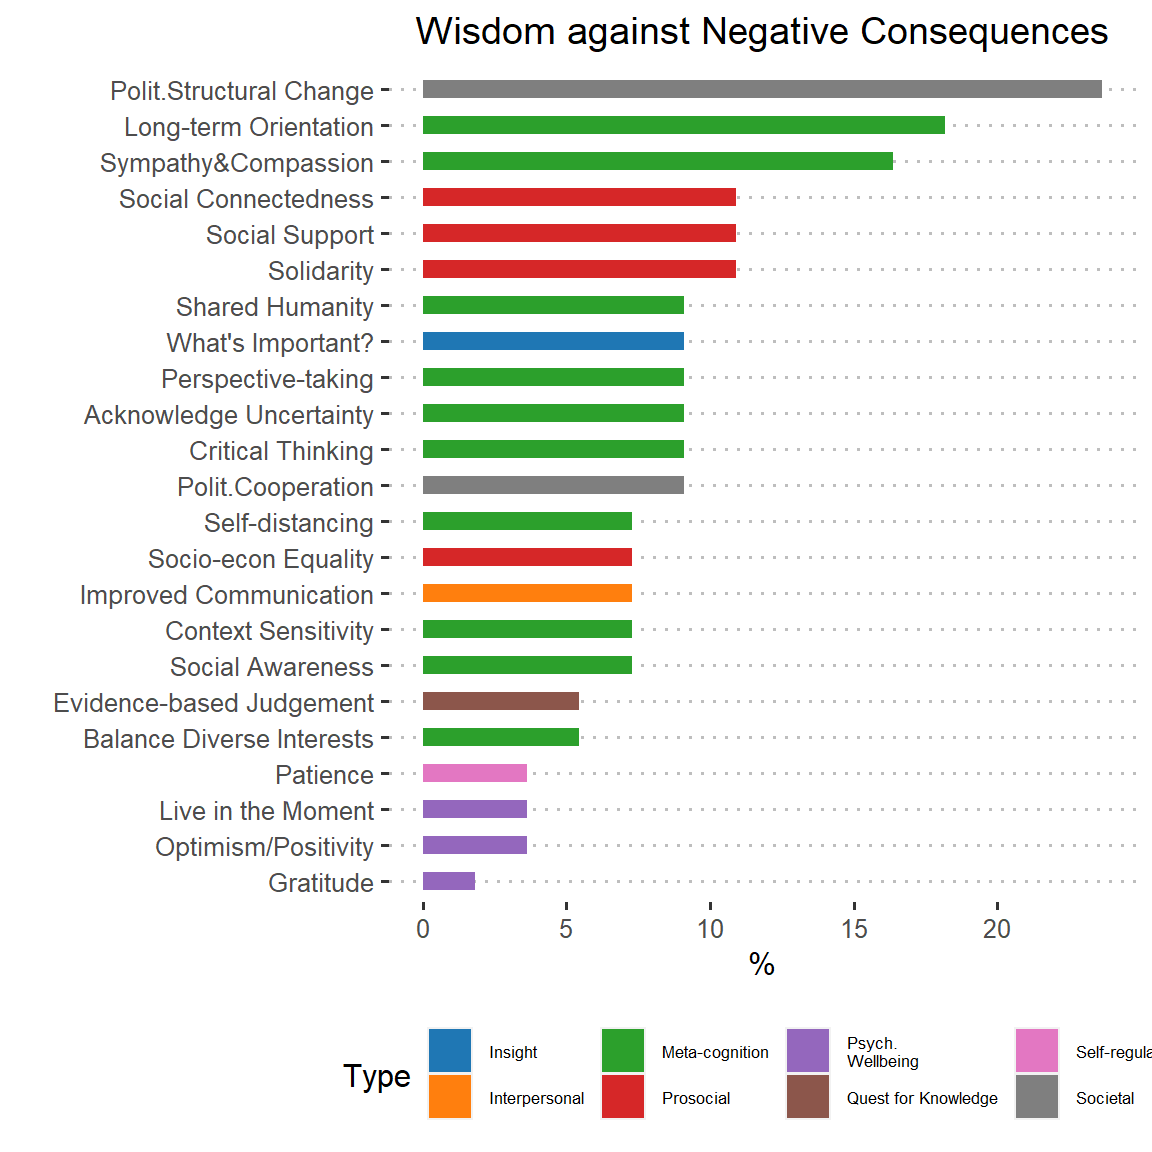 Wisdom against Negative Consequences
Polit.Structural Change
Long-term Orientation
Sympathy&Compassion
Social Connectedness
Social Support
Solidarity
Shared Humanity
What's Important?
Perspective-taking
Acknowledge Uncertainty
Critical Thinking
Polit.Cooperation
Self-distancing
Socio-econ Equality
Improved Communication
Context Sensitivity
Social Awareness
Evidence-based Judgement
Balance Diverse Interests
Patience
Live in the Moment
Optimism/Positivity
Gratitude
0 5 10 15 20
%
Type
Insight
Interpersonal
Meta-cognition
Prosocial
Psych.
Wellbeing
Quest for Knowledge
Self-regula
Societal